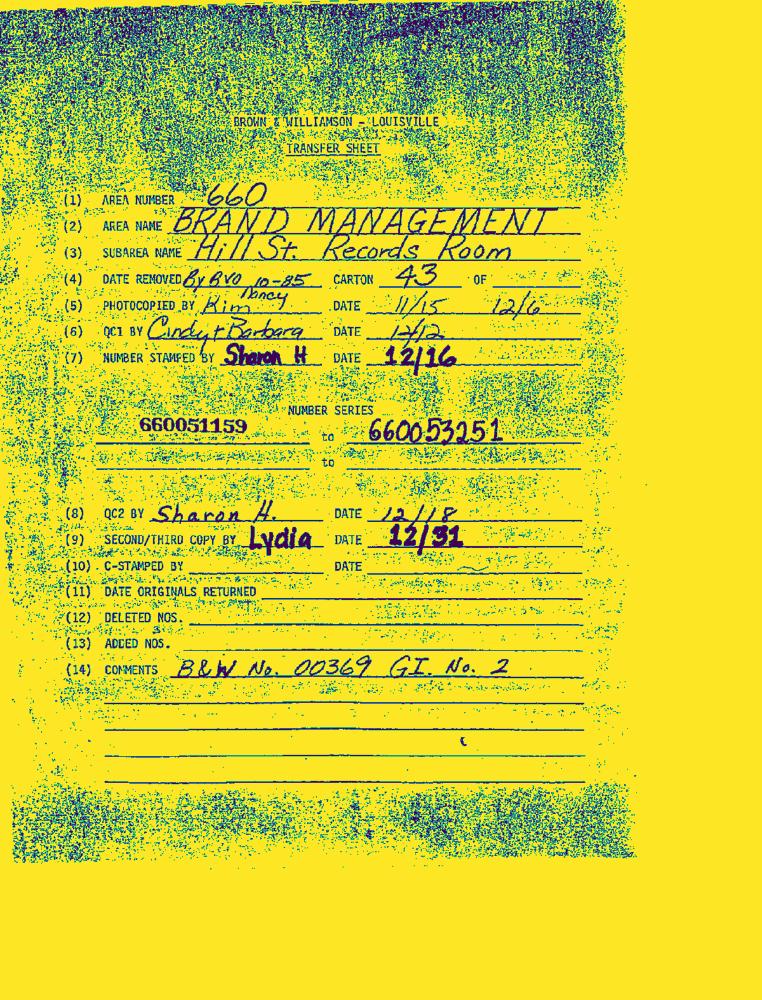 BROWN & WILLIAMSON - LOUISVILLE
TRANSFER SHEET
(1) AREA NUMBER 660
(2) AREA NAME BRAND MANAGEMENT
(3) SUBAREA NAME Hill St. Records Room
(4) DATE REMOVED By BVO 10-85 CARTON 43 OF
(5) PHOTOCOPIED BY Kim Nancy DATE 11/15 12/6
(6) QC1 BY Cindy + Barbara DATE 12/12
(7) NUMBER STAMPED BY Sharon H DATE 12/16
NUMBER SERIES
660051159 to 660053251
to
(8) QC2 BY Sharon H. DATE 12/18
(9) SECOND/THIRD COPY BY Lydia DATE 12/31
(10) C-STAMPED BY DATE
(11) DATE ORIGINALS RETURNED
(12) DELETED NOS.
(13) ADDED NOS.
(14) COMMENTS B&W No. 00369 GI. No. 2